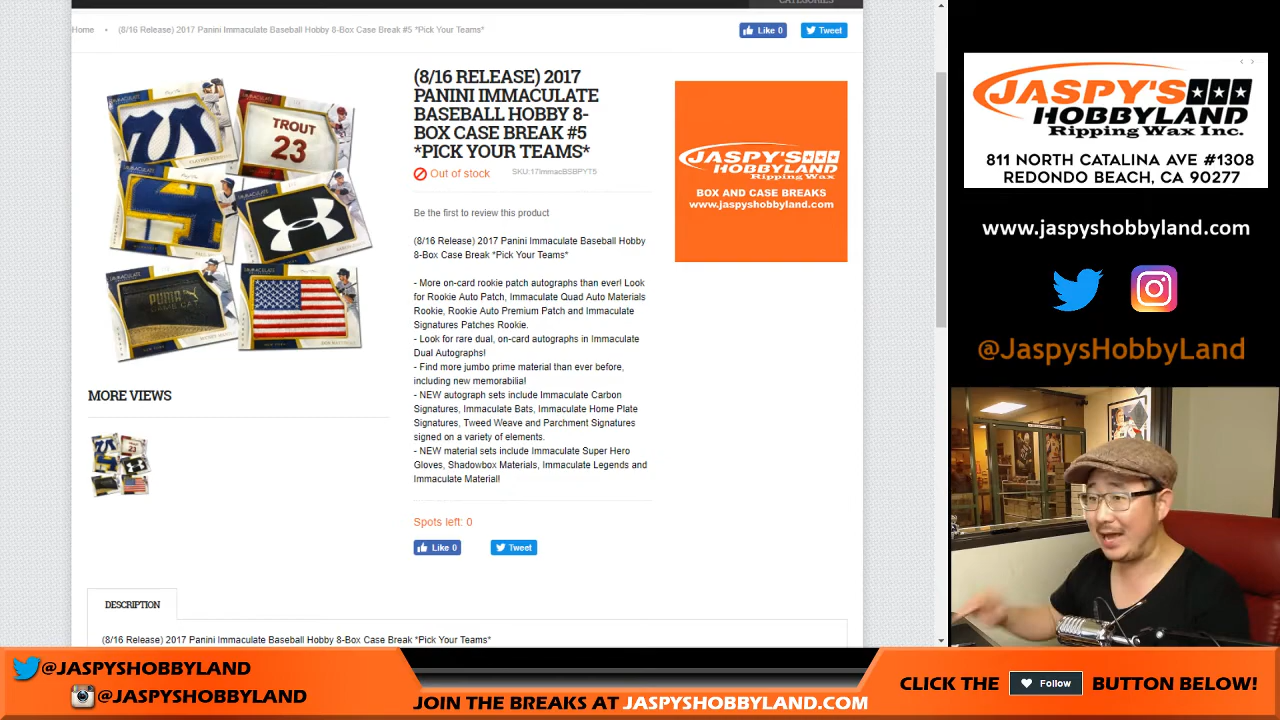 CATEGORIES
Home • (8/16 Release) 2017 Panini Immaculate Baseball Hobby 8-Box Case Break #5 *Pick Your Teams*
Like 0
Tweet
(8/16 RELEASE) 2017
PANINI IMMACULATE
BASEBALL HOBBY 8-
BOX CASE BREAK #5
*PICK YOUR TEAMS*
Out of stock
SKU:17ImmacBSBPYT5
Be the first to review this product
(8/16 Release) 2017 Panini Immaculate Baseball Hobby
8-Box Case Break *Pick Your Teams*
- More on-card rookie patch autographs than ever! Look
for Rookie Auto Patch, Immaculate Quad Auto Materials
Rookie, Rookie Auto Premium Patch and Immaculate
Signatures Patches Rookie.
- Look for rare dual, on-card autographs in Immaculate
Dual Autographs!
- Find more jumbo prime material than ever before,
including new memorabilia!
- NEW autograph sets include Immaculate Carbon
Signatures, Immaculate Bats, Immaculate Home Plate
Signatures, Tweed Weave and Parchment Signatures
signed on a variety of elements.
- NEW material sets include Immaculate Super Hero
Gloves, Shadowbox Materials, Immaculate Legends and
Immaculate Material!
Spots left: 0
Like 0
Tweet
TROUT
23
PUMA
MORE VIEWS
DESCRIPTION
(8/16 Release) 2017 Panini Immaculate Baseball Hobby 8-Box Case Break *Pick Your Teams*
JASPY'S
HOBBYLAND
Ripping Wax
BOX AND CASE BREAKS
www.jaspyshobbyland.com
JASPY'S
HOBBYLAND
Ripping Wax Inc.
811 NORTH CATALINA AVE #1308
REDONDO BEACH, CA 90277
www.jaspyshobbyland.com
@JaspysHobbyLand
@JASPYSHOBBYLAND
@JASPYSHOBBYLAND
JOIN THE BREAKS AT JASPYSHOBBYLAND.COM
CLICK THE Follow BUTTON BELOW!